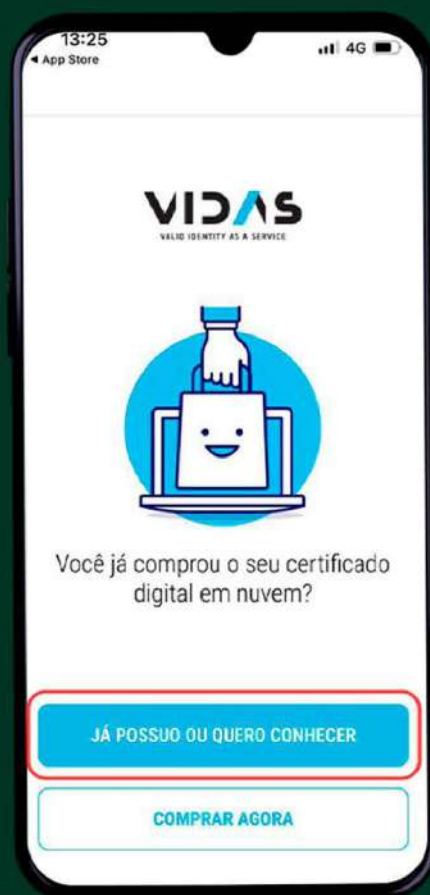 13:25
4G
App Store
VIDAS
VALID IDENTITY AS A SERVICE
Você já comprou o seu certificado
digital em nuvem?
JÁ POSSUO OU QUERO CONHECER
COMPRAR AGORA